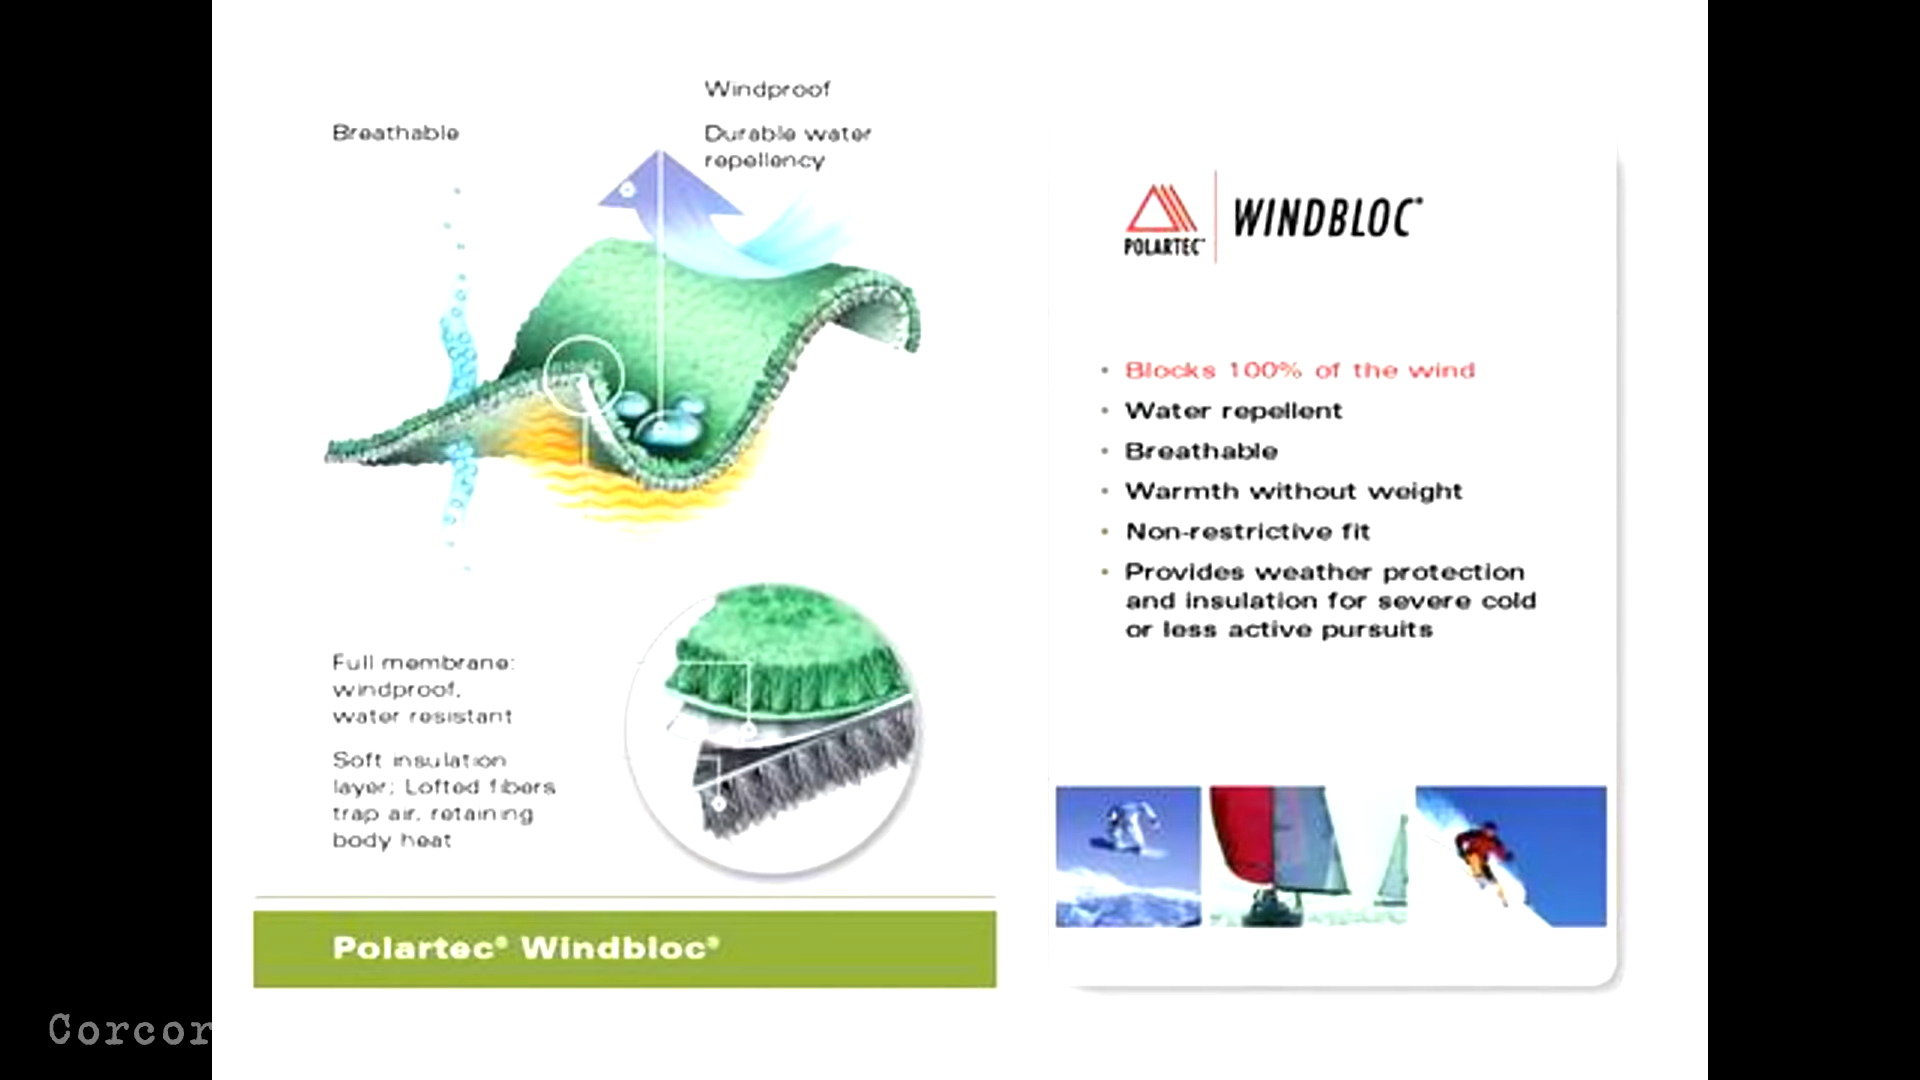 Windproof
Breathable
Durable water
repellency
Full membrane:
windproof,
water resistant
Soft insulation
layer: Lofted fibers
trap air, retaining
body heat
Polartec® Windbloc®
POLARTEC™
WINDBLOC®
• Blocks 100% of the wind
• Water repellent
• Breathable
• Warmth without weight
• Non-restrictive fit
• Provides weather protection
and insulation for severe cold
or less active pursuits
Corcor